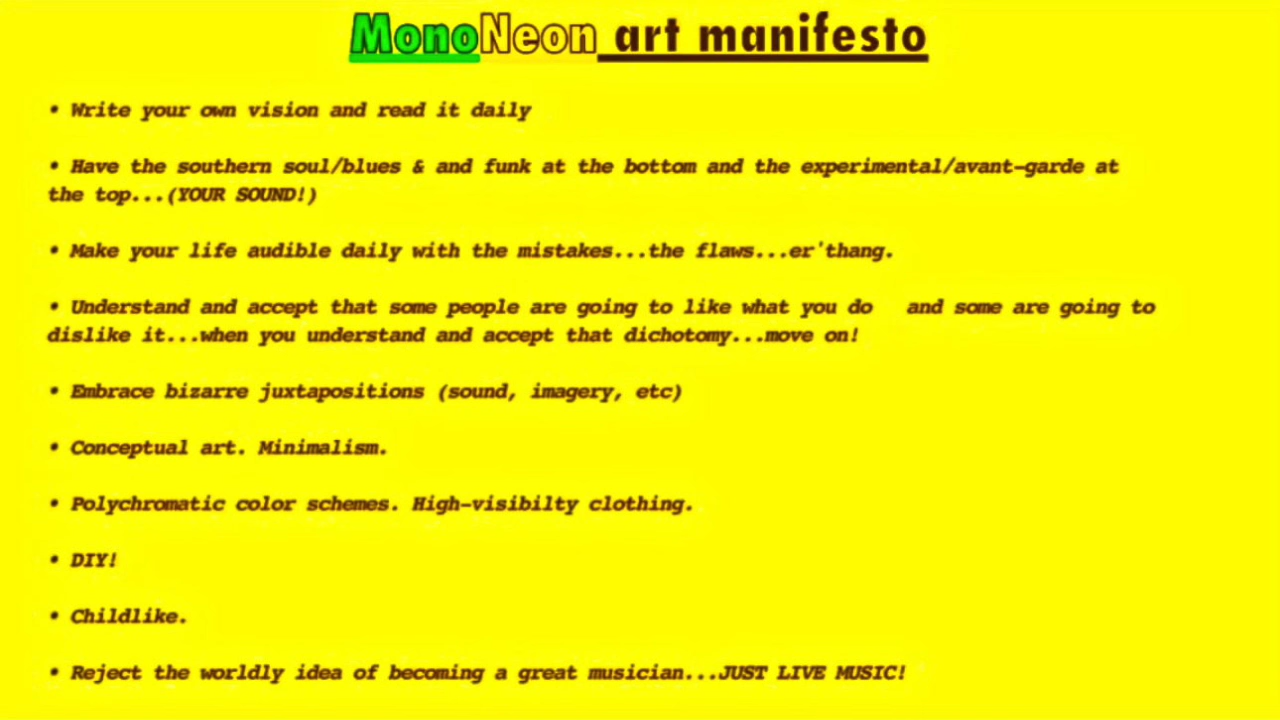 MonoNeon art manifesto
• Write your own vision and read it daily
• Have the southern soul/blues & and funk at the bottom and the experimental/avant-garde at
the top...(YOUR SOUND!)
• Make your life audible daily with the mistakes...the flaws...er'thang.
• Understand and accept that some people are going to like what you do   and some are going to
dislike it...when you understand and accept that dichotomy...move on!
• Embrace bizarre juxtapositions (sound, imagery, etc)
• Conceptual art. Minimalism.
• Polychromatic color schemes. High-visibilty clothing.
• DIY!
• Childlike.
• Reject the worldly idea of becoming a great musician...JUST LIVE MUSIC!